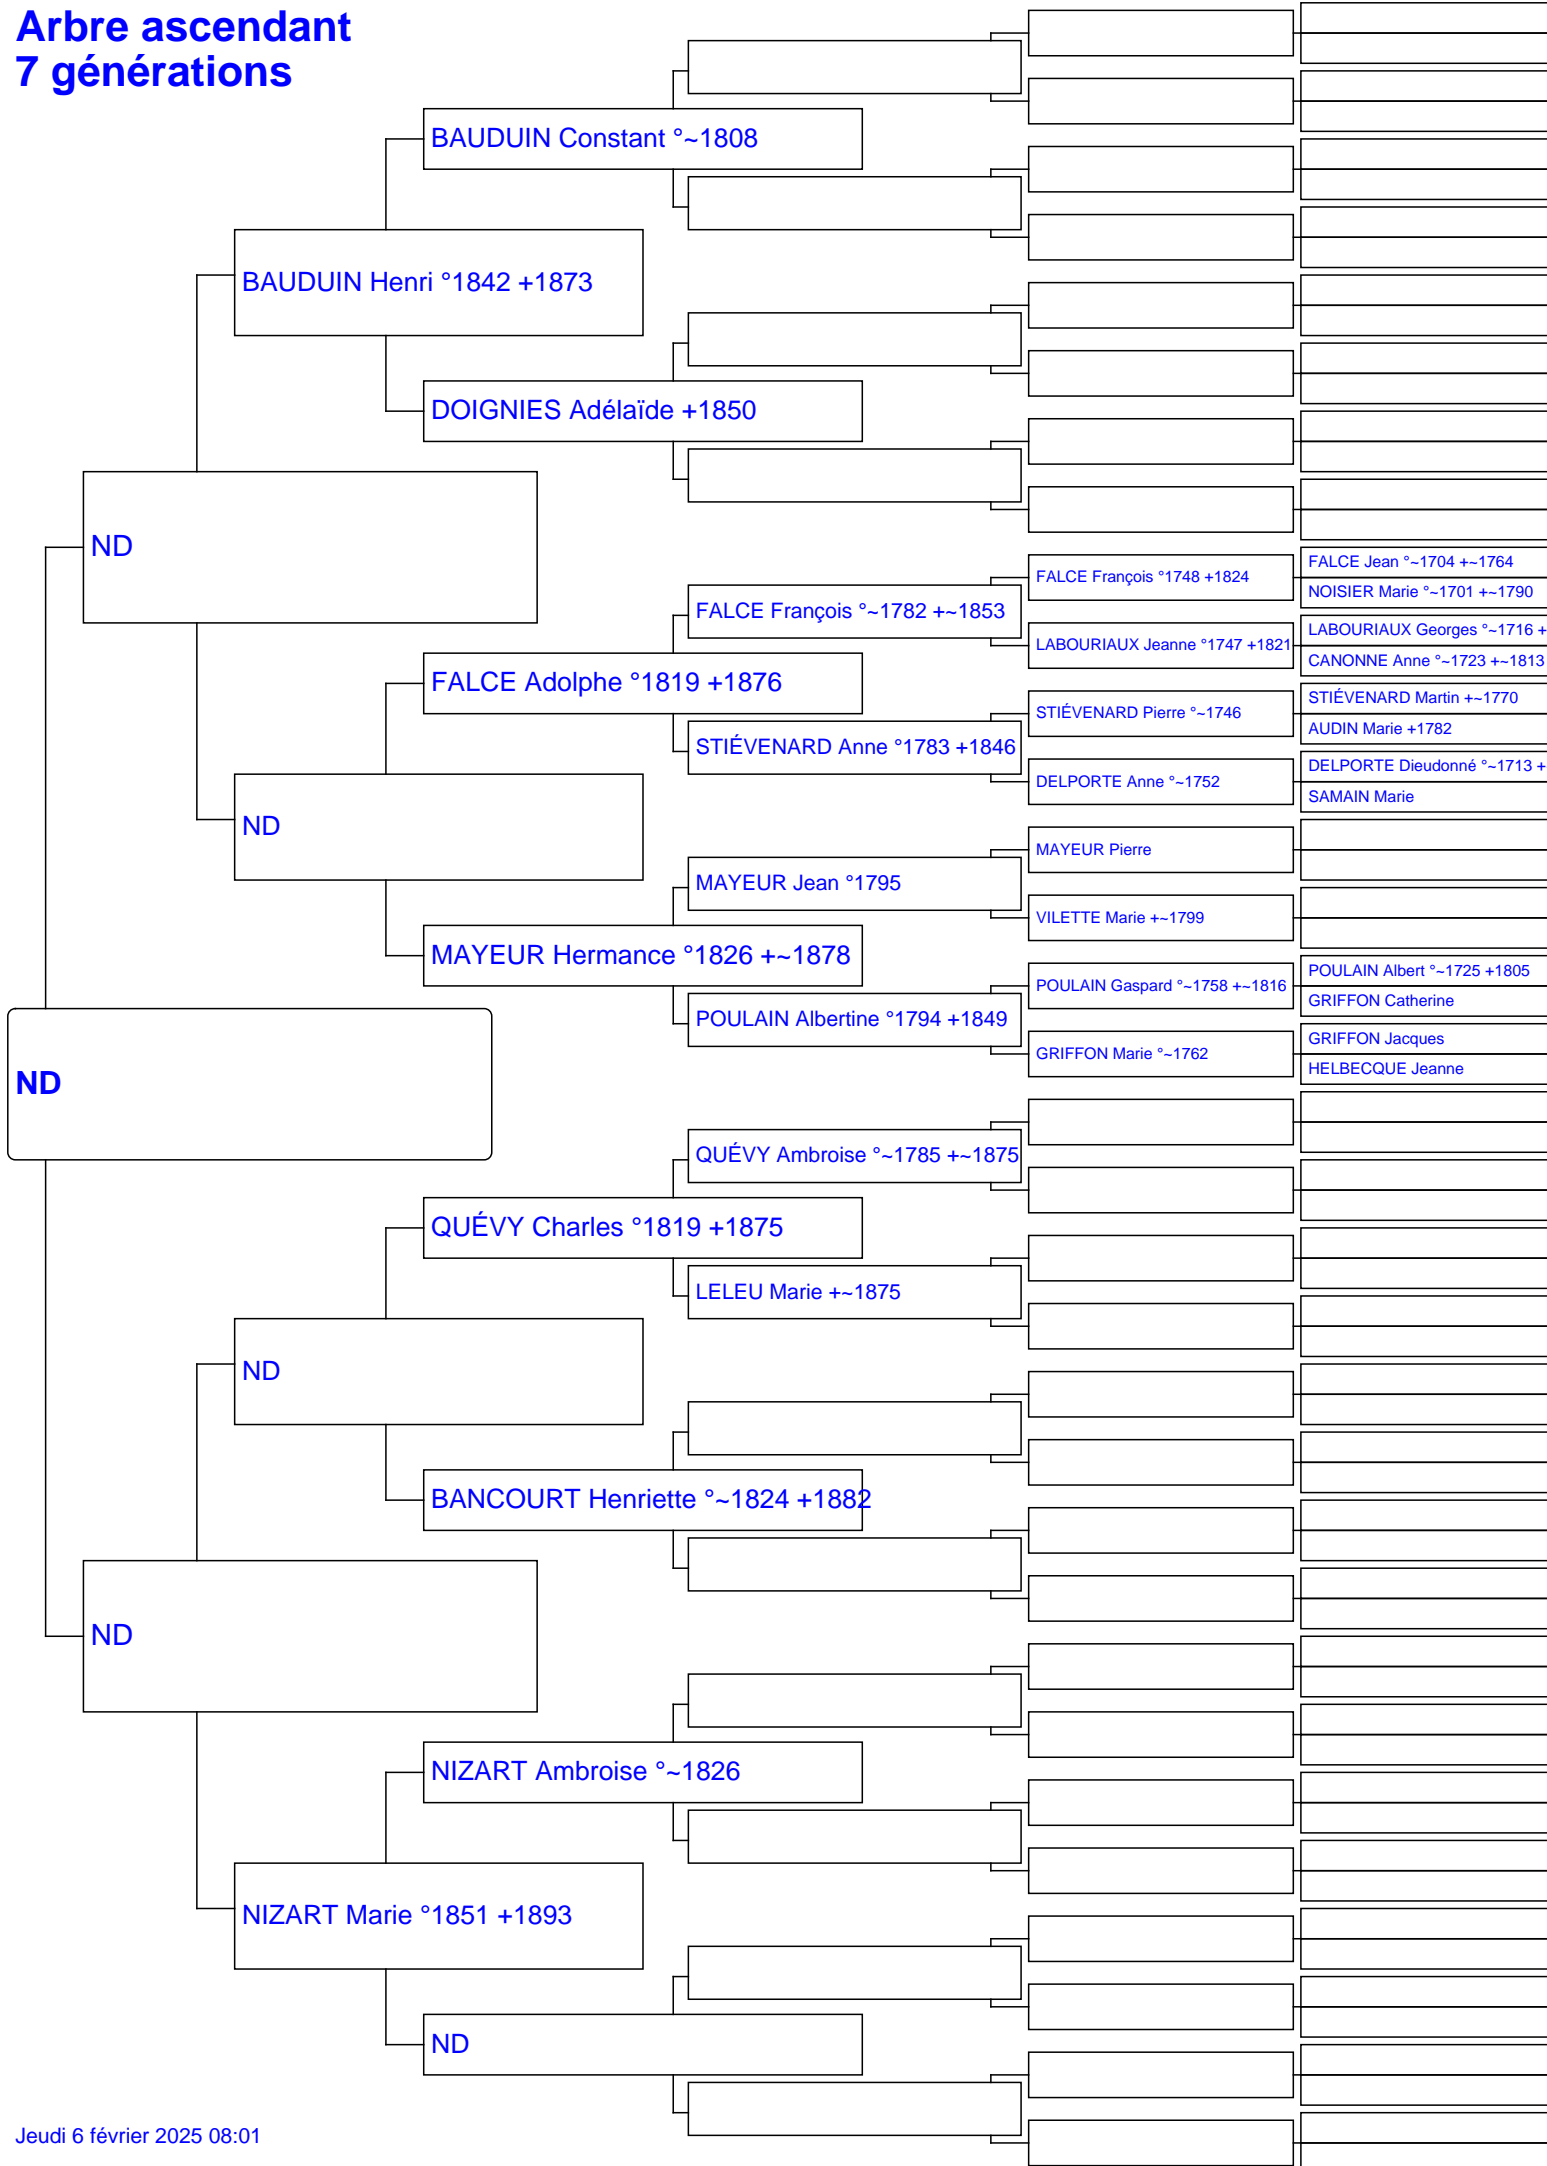 Arbre ascendant
7 générations
BAUDUIN Constant °~1808
BAUDUIN Henri °1842 +1873
DOIGNIES Adélaïde +1850
ND
FALCE François °1748 +1824
FALCE Jean °~1704 +~1764
NOISIER Marie °~1701 +~1790
FALCE François °~1782 +~1853
LABOURIAUX Jeanne °1747 +1821
LABOURIAUX Georges °~1716 +
CANONNE Anne °~1723 +~1813
FALCE Adolphe °1819 +1876
STIÉVENARD Pierre °~1746
STIÉVENARD Martin +~1770
AUDIN Marie +1782
STIÉVENARD Anne °1783 +1846
DELPORTE Anne °~1752
DELPORTE Dieudonné °~1713 +
SAMAIN Marie
ND
MAYEUR Pierre
MAYEUR Jean °1795
VILETTE Marie +~1799
MAYEUR Hermance °1826 +~1878
POULAIN Gaspard °~1758 +~1816
POULAIN Albert °~1725 +1805
GRIFFON Catherine
POULAIN Albertine °1794 +1849
GRIFFON Marie °~1762
GRIFFON Jacques
HELBECQUE Jeanne
ND
QUÉVY Ambroise °~1785 +~1875
QUÉVY Charles °1819 +1875
LELEU Marie +~1875
ND
BANCOURT Henriette °~1824 +1882
ND
NIZART Ambroise °~1826
NIZART Marie °1851 +1893
ND
Jeudi 6 février 2025 08:01